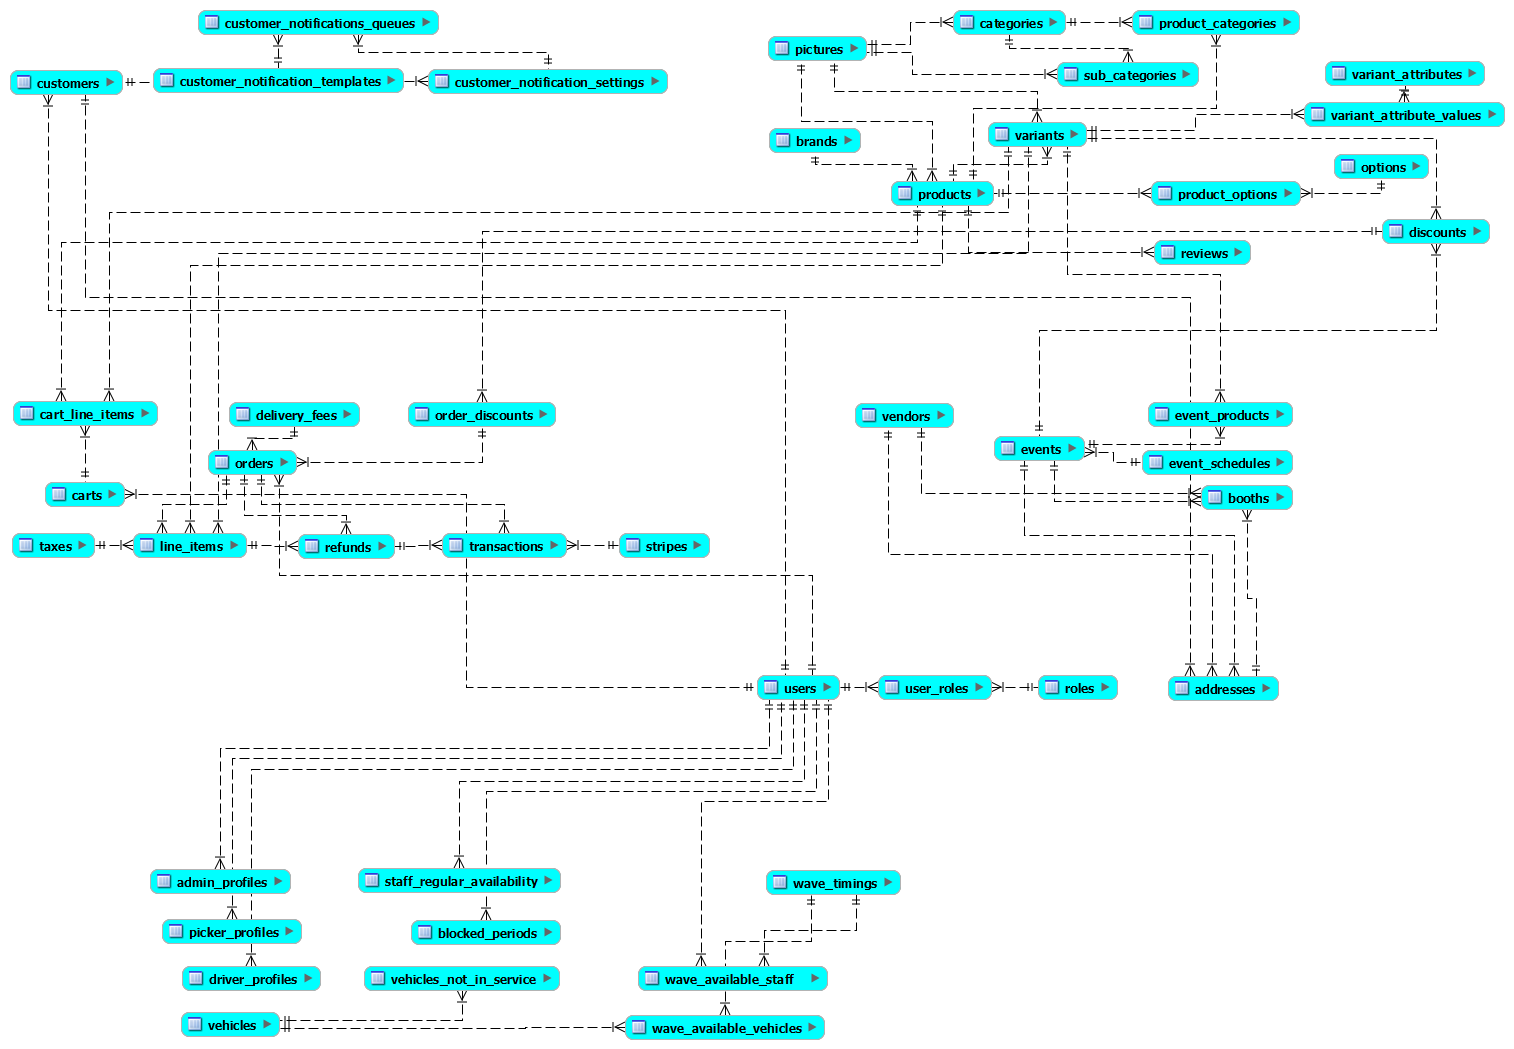 customer_notifications_queues
categories
product_categories
pictures
customers
customer_notification_templates
customer_notification_settings
sub_categories
variant_attributes
variant_attribute_values
brands
variants
options
products
product_options
discounts
reviews
cart_line_items
delivery_fees
order_discounts
vendors
event_products
orders
events
event_schedules
carts
booths
taxes
line_items
refunds
transactions
stripes
users
user_roles
roles
addresses
admin_profiles
staff_regular_availability
wave_timings
picker_profiles
blocked_periods
driver_profiles
vehicles_not_in_service
wave_available_staff
vehicles
wave_available_vehicles